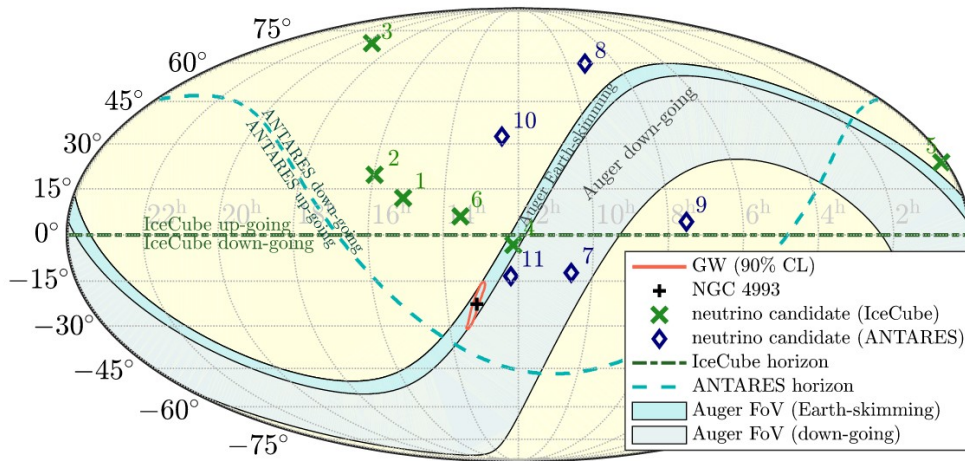 75°
60°
45°
30°
15°
0°
−15°
−30°
−45°
−60°
−75°
3
8
10
2
1
6
5
4
11
7
9
22h
20h
16h
14h
12h
10h
8h
4h
2h
ANTARES down-going
ANTARES up-going
IceCube up-going
IceCube down-going
Auger Earth-skimming
Auger down-going
GW (90% CL)
NGC 4993
neutrino candidate (IceCube)
neutrino candidate (ANTARES)
IceCube horizon
ANTARES horizon
Auger FoV (Earth-skimming)
Auger FoV (down-going)